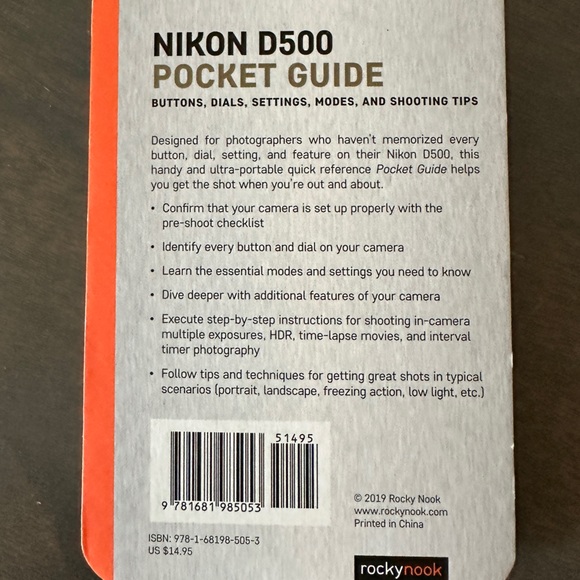 NIKON D500
POCKET GUIDE
BUTTONS, DIALS, SETTINGS, MODES, AND SHOOTING TIPS
Designed for photographers who haven't memorized every
button, dial, setting, and feature on their Nikon D500, this
handy and ultra-portable quick reference Pocket Guide helps
you get the shot when you're out and about.
• Confirm that your camera is set up properly with the
pre-shoot checklist
• Identify every button and dial on your camera
• Learn the essential modes and settings you need to know
• Dive deeper with additional features of your camera
• Execute step-by-step instructions for shooting in-camera
multiple exposures, HDR, time-lapse movies, and interval
timer photography
• Follow tips and techniques for getting great shots in typical
scenarios (portrait, landscape, freezing action, low light, etc.)
51495
9 781681 985053
ISBN: 978-1-68198-505-3
US $14.95
© 2019 Rocky Nook
www.rockynook.com
Printed in China
rockynook